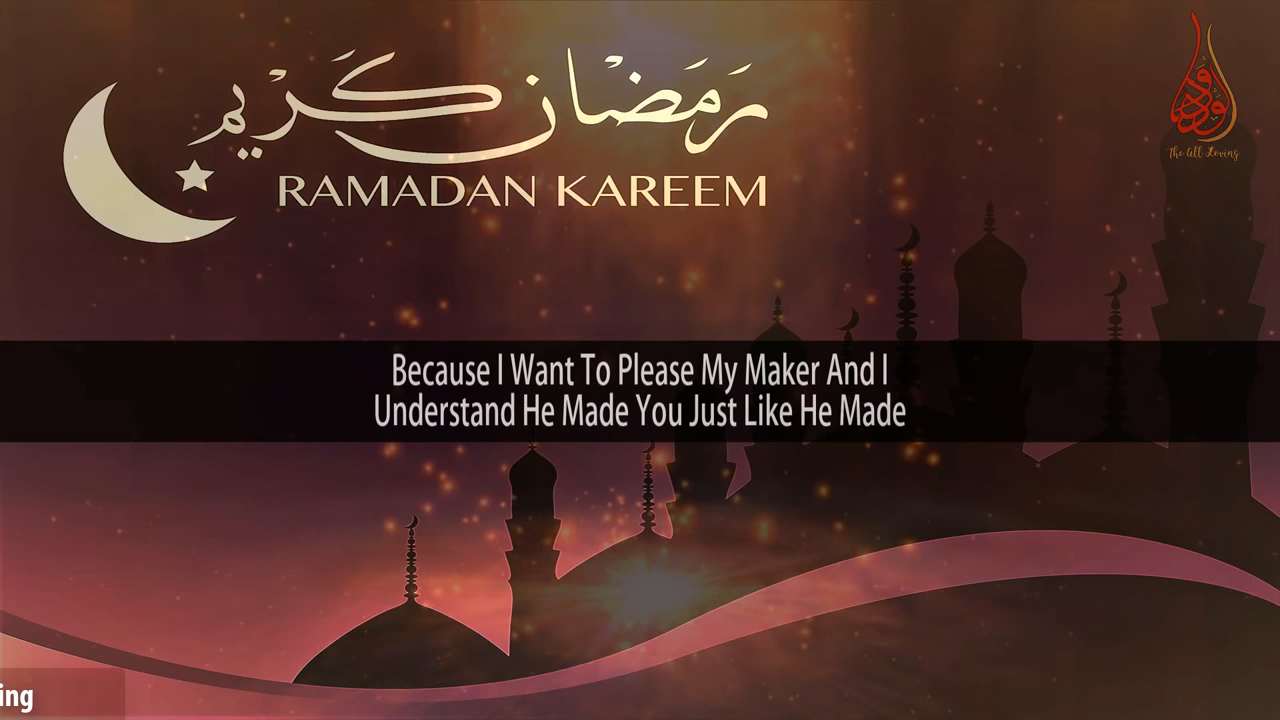 رَمَضَان كَرْيم
RAMADAN KAREEM
الودود
The All Loving
Because I Want To Please My Maker And I
Understand He Made You Just Like He Made
ing